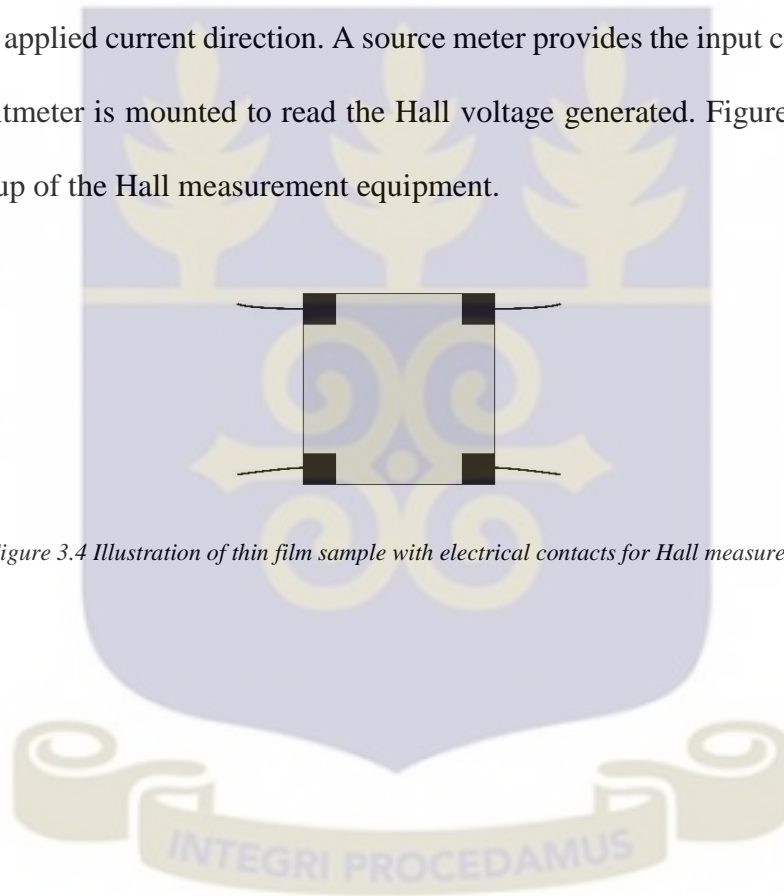 applied current direction. A source meter provides the input c
tmeter is mounted to read the Hall voltage generated. Figure
up of the Hall measurement equipment.
igure 3.4 Illustration of thin film sample with electrical contacts for Hall measure
INTEGRI PROCEDAMUS